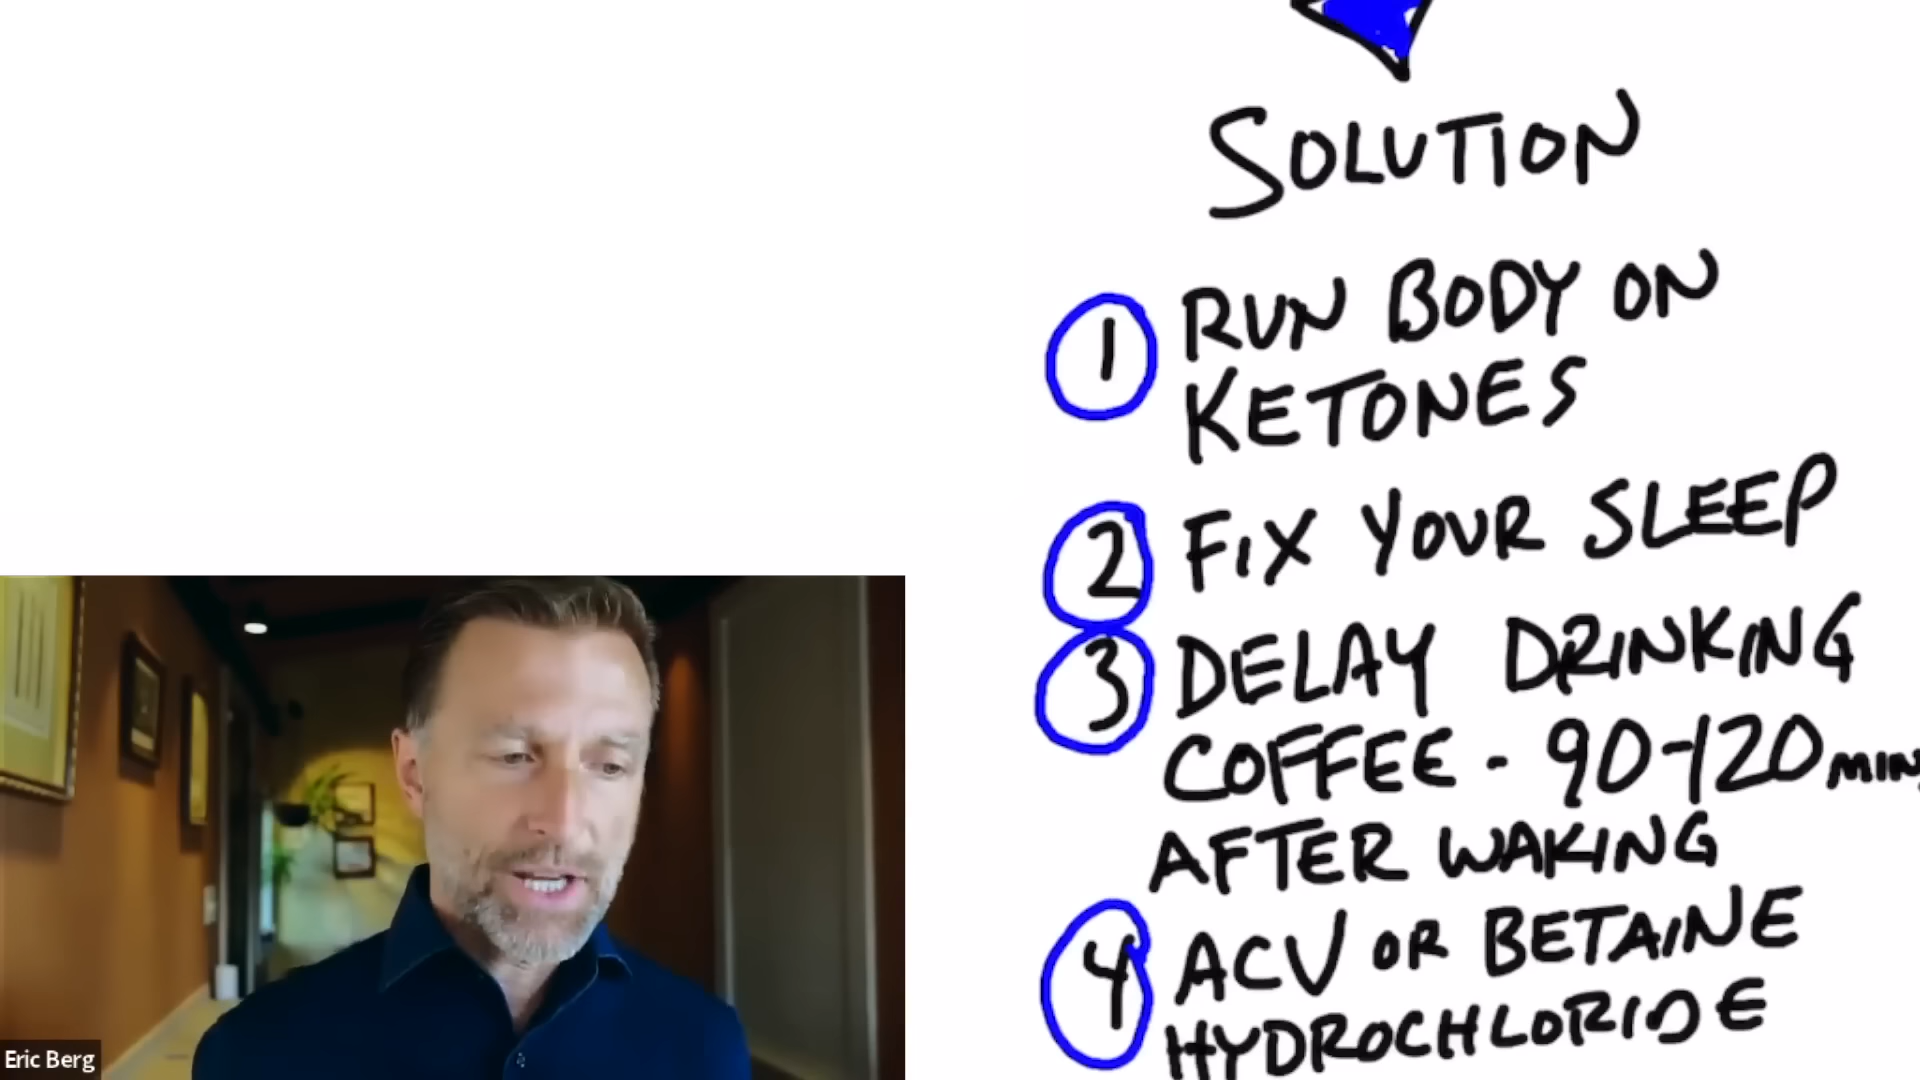 SOLUTION
1 RUN BODY ON
KETONES
2 FIX YOUR SLEEP
3 DELAY DRINKING
COFFEE - 90-120 MINS
AFTER WAKING
4 ACV OR BETAINE
HYDROCHLORIDE
Eric Berg